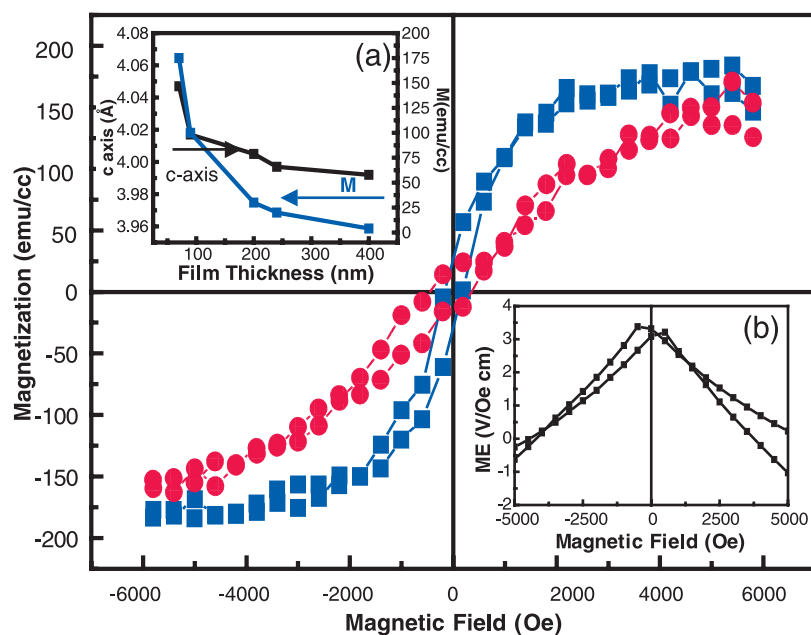 Magnetization (emu/cc)
200
150
100
50
0
-50
-100
-150
-200
-6000 -4000 -2000 0 2000 4000 6000
Magnetic Field (Oe)
(a)
c axis (Å)
4.08
4.06
4.04
4.02
4.00
3.98
3.96
100 200 300 400
Film Thickness (nm)
200
175
150
125
100
75
50
25
0
M(emu/cc)
c-axis
M
(b)
ME (V/Oe cm)
4
3
2
1
0
-1
-2
-5000 -2500 0 2500 5000
Magnetic Field (Oe)